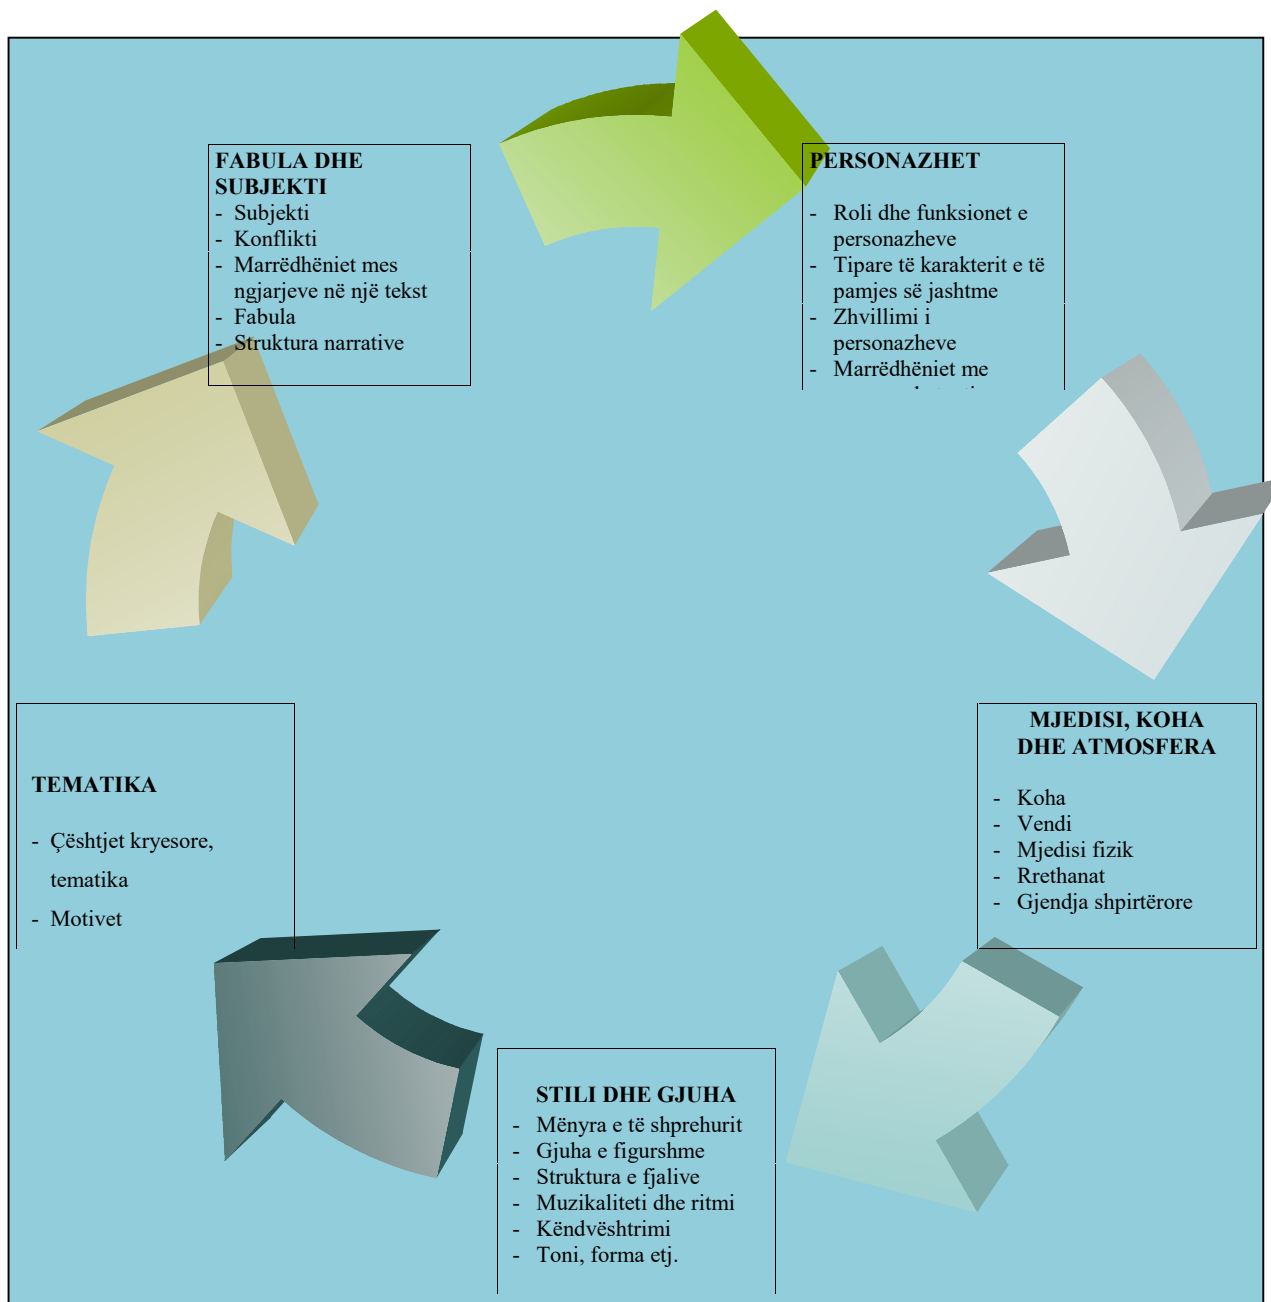 FABULA DHE
SUBJEKTI
- Subjekti
- Konflikti
- Marrëdhëniet mes
ngjarjeve në një tekst
- Fabula
- Struktura narrative
PERSONAZHET
- Roli dhe funksionet e
personazheve
- Tipare të karakterit e të
pamjes së jashtme
- Zhvillimi i
personazheve
- Marrëdhëniet me
MJEDISI, KOHA
DHE ATMOSFERA
- Koha
- Vendi
- Mjedisi fizik
- Rrethanat
- Gjendja shpirtërore
STILI DHE GJUHA
- Mënyra e të shprehurit
- Gjuha e figurshme
- Struktura e fjalive
- Muzikaliteti dhe ritmi
- Këndvështrimi
- Toni, forma etj.
TEMATIKA
- Çështjet kryesore,
tematika
- Motivet